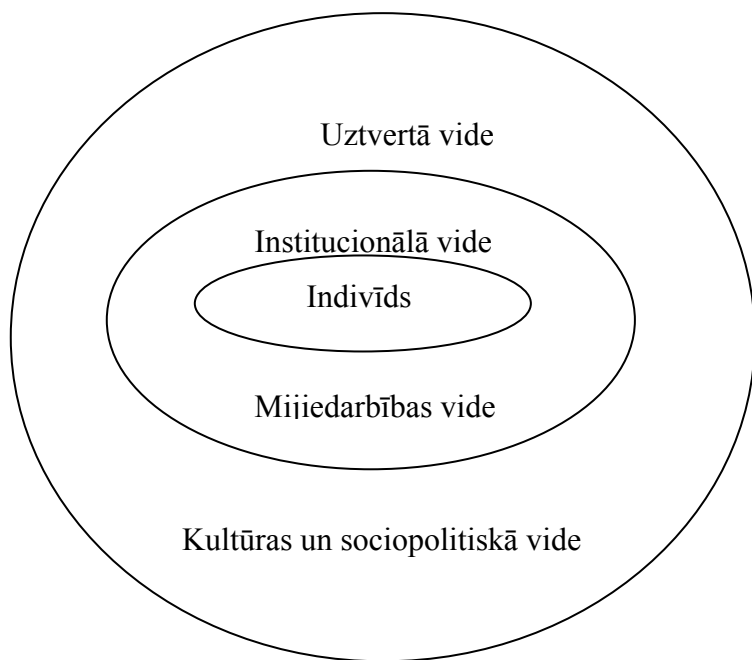 Uztvertā vide
Institucionālā vide
Indivīds
Mijiedarbības vide
Kultūras un sociopolitiskā vide